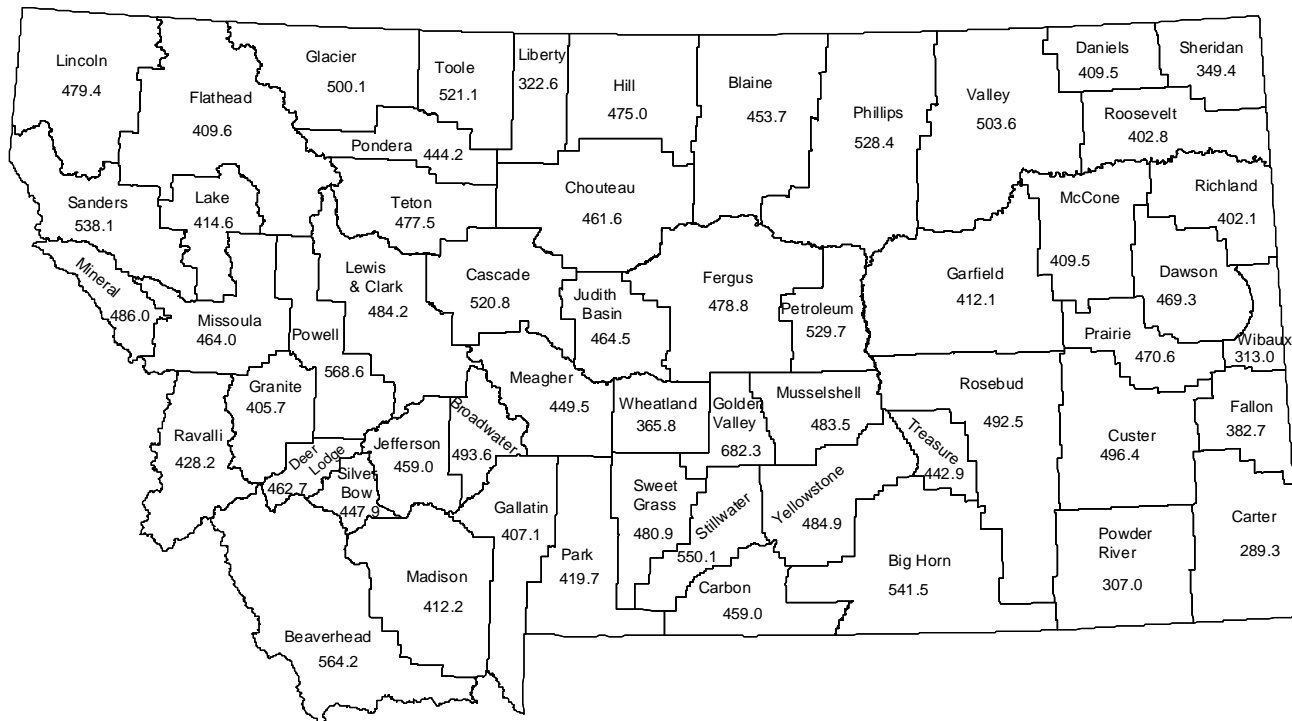 Lincoln
479.4
Flathead
409.6
Glacier
500.1
Toole
521.1
Liberty
322.6
Hill
475.0
Blaine
453.7
Phillips
528.4
Valley
503.6
Daniels
409.5
Sheridan
349.4
Roosevelt
402.8
Pondera
444.2
Sanders
538.1
Lake
414.6
Teton
477.5
Chouteau
461.6
McCone
409.5
Richland
402.1
Mineral
486.0
Missoula
464.0
Powell
568.6
Lewis
& Clark
484.2
Cascade
520.8
Judith
Basin
464.5
Fergus
478.8
Petroleum
529.7
Garfield
412.1
Dawson
469.3
Prairie
470.6
Wibaux
313.0
Ravalli
428.2
Granite
405.7
Deer
Lodge
462.7
Silver
Bow
447.9
Jefferson
459.0
Broadwater
493.6
Meagher
449.5
Wheatland
365.8
Golden
Valley
682.3
Musselshell
483.5
Treasure
442.9
Rosebud
492.5
Custer
496.4
Fallon
382.7
Gallatin
407.1
Park
419.7
Sweet
Grass
480.9
Stillwater
550.1
Yellowstone
484.9
Carbon
459.0
Big Horn
541.5
Powder
River
307.0
Carter
289.3
Madison
412.2
Beaverhead
564.2